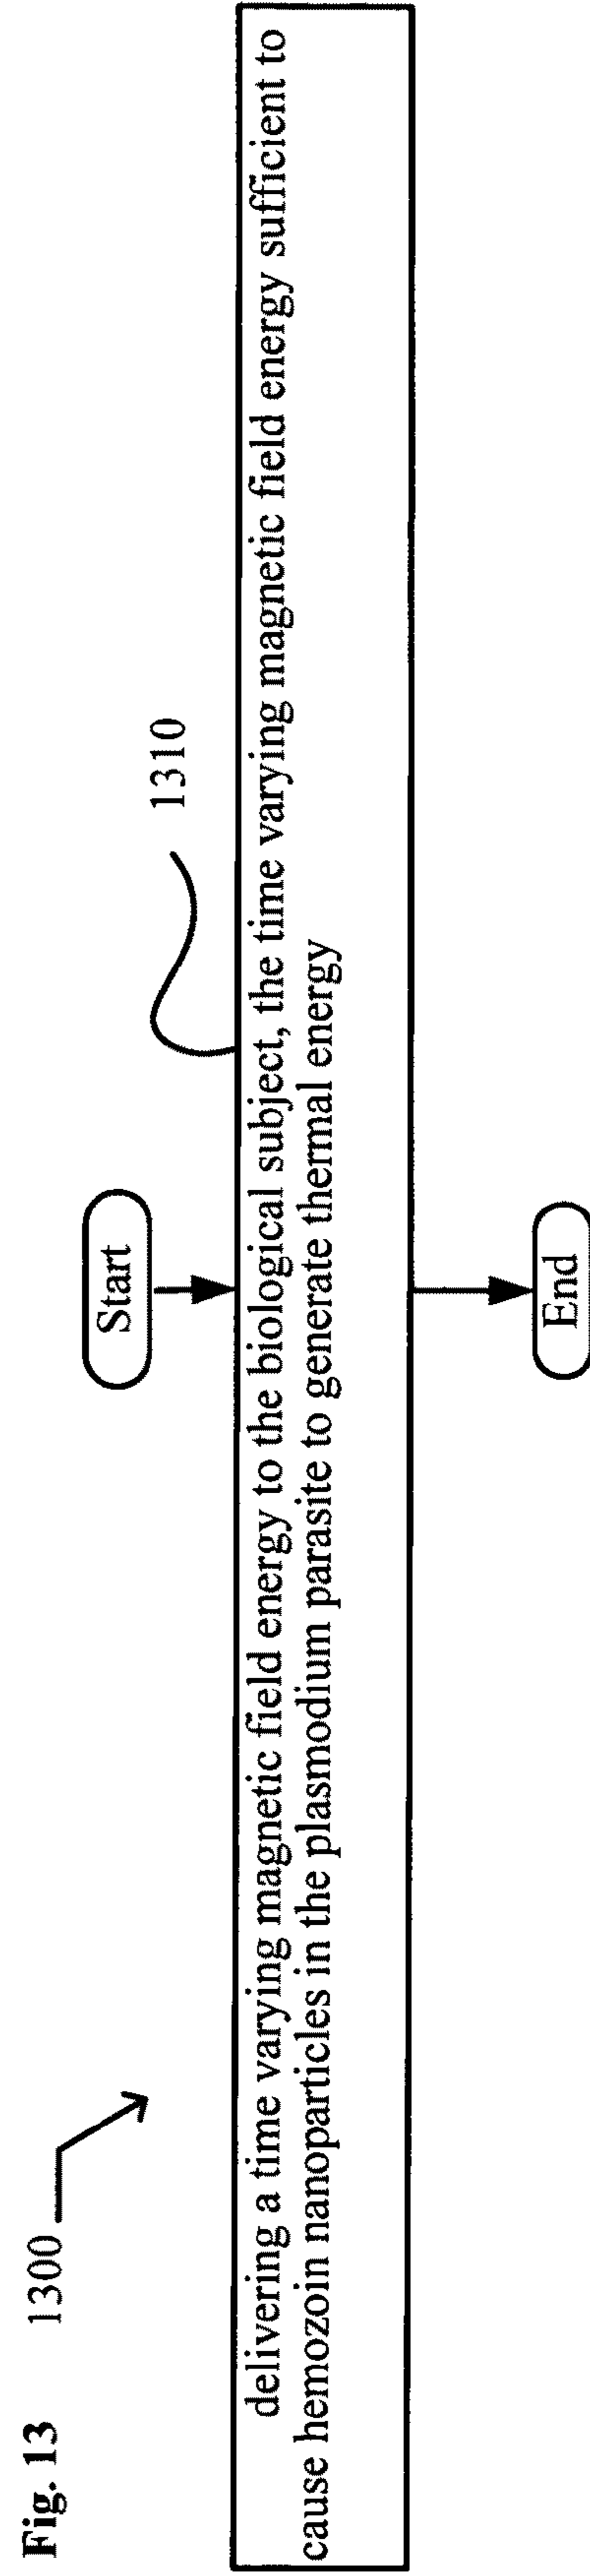 Fig. 13
1300
Start
1310
delivering a time varying magnetic field energy to the biological subject, the time varying magnetic field energy sufficient to
cause hemozoin nanoparticles in the plasmodium parasite to generate thermal energy
End